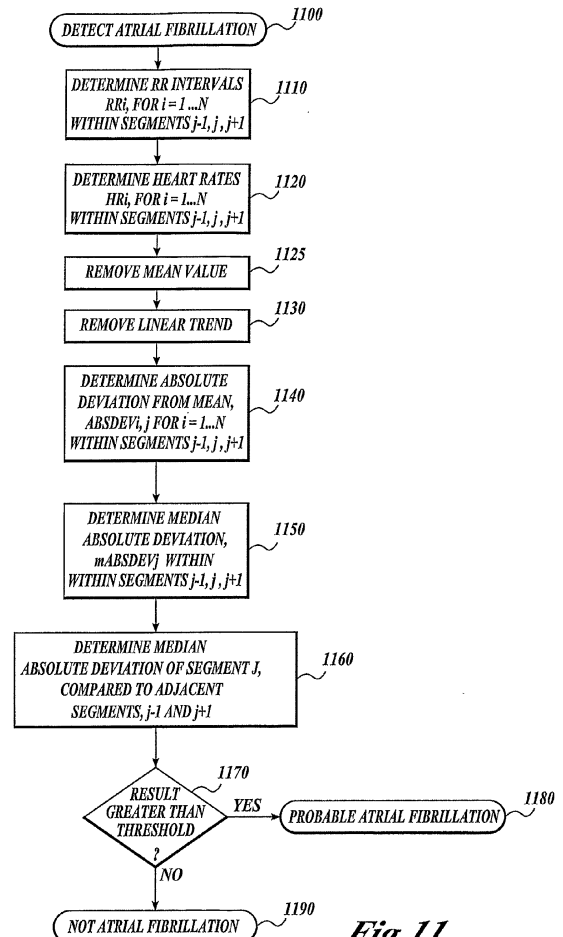 DETECT ATRIAL FIBRILLATION
1100
DETERMINE RR INTERVALS
RRi, FOR i = 1 ...N
WITHIN SEGMENTS j-1, j , j+1
1110
DETERMINE HEART RATES
HRi, FOR i = 1...N
WITHIN SEGMENTS j-1, j , j+1
1120
REMOVE MEAN VALUE
1125
REMOVE LINEAR TREND
1130
DETERMINE ABSOLUTE
DEVIATION FROM MEAN,
ABSDEVi, j FOR i = 1...N
WITHIN SEGMENTS j-1, j , j+1
1140
DETERMINE MEDIAN
ABSOLUTE DEVIATION,
mABSDEVj WITHIN
WITHIN SEGMENTS j-1, j , j+1
1150
DETERMINE MEDIAN
ABSOLUTE DEVIATION OF SEGMENT J,
COMPARED TO ADJACENT
SEGMENTS, j-1 AND j+1
1160
RESULT
GREATER THAN
THRESHOLD
?
1170
YES
PROBABLE ATRIAL FIBRILLATION
1180
NO
NOT ATRIAL FIBRILLATION
1190
Fig.11.